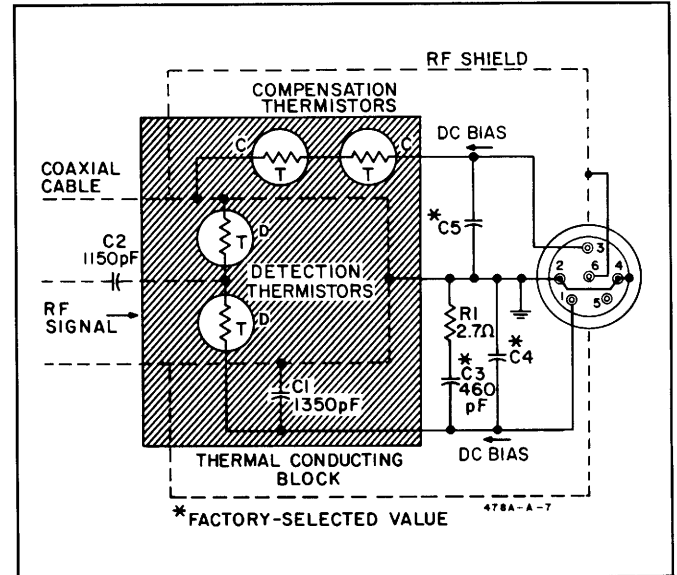 RF SHIELD
COMPENSATION
THERMISTORS
DC BIAS
C
C
T
T
COAXIAL
CABLE
*C5
3
C2
1150pF
T
D
2
6
4
DETECTION
THERMISTORS
1
5
RF
SIGNAL
T
D
R1
2.7Ω
*C4
*
C3
460
pF
C1
1350pF
DC BIAS
THERMAL CONDUCTING
BLOCK
478A-A-7
*FACTORY-SELECTED VALUE